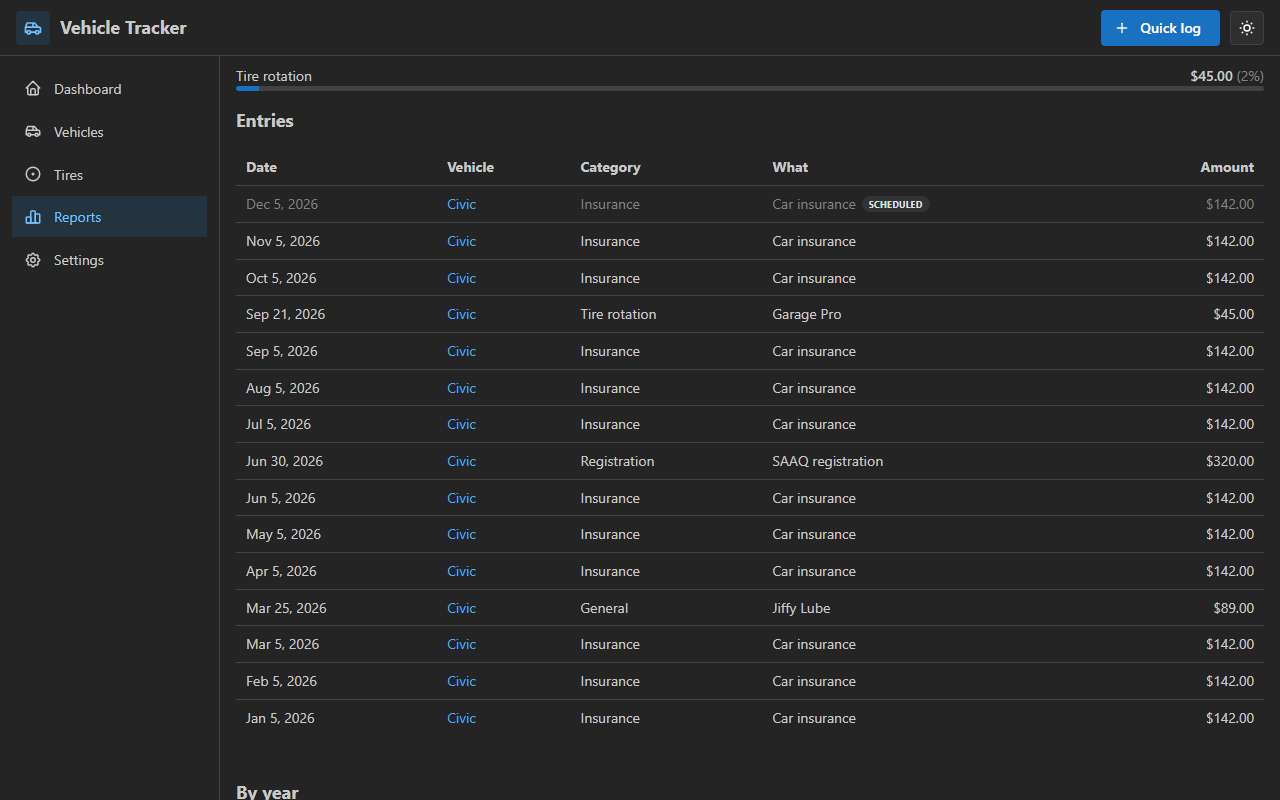 Vehicle Tracker
Quick log
Dashboard
Vehicles
Tires
Reports
Settings
Tire rotation $45.00 (2%)
Entries
Date Vehicle Category What Amount
Dec 5, 2026 Civic Insurance Car insurance SCHEDULED $142.00
Nov 5, 2026 Civic Insurance Car insurance $142.00
Oct 5, 2026 Civic Insurance Car insurance $142.00
Sep 21, 2026 Civic Tire rotation Garage Pro $45.00
Sep 5, 2026 Civic Insurance Car insurance $142.00
Aug 5, 2026 Civic Insurance Car insurance $142.00
Jul 5, 2026 Civic Insurance Car insurance $142.00
Jun 30, 2026 Civic Registration SAAQ registration $320.00
Jun 5, 2026 Civic Insurance Car insurance $142.00
May 5, 2026 Civic Insurance Car insurance $142.00
Apr 5, 2026 Civic Insurance Car insurance $142.00
Mar 25, 2026 Civic General Jiffy Lube $89.00
Mar 5, 2026 Civic Insurance Car insurance $142.00
Feb 5, 2026 Civic Insurance Car insurance $142.00
Jan 5, 2026 Civic Insurance Car insurance $142.00
By year